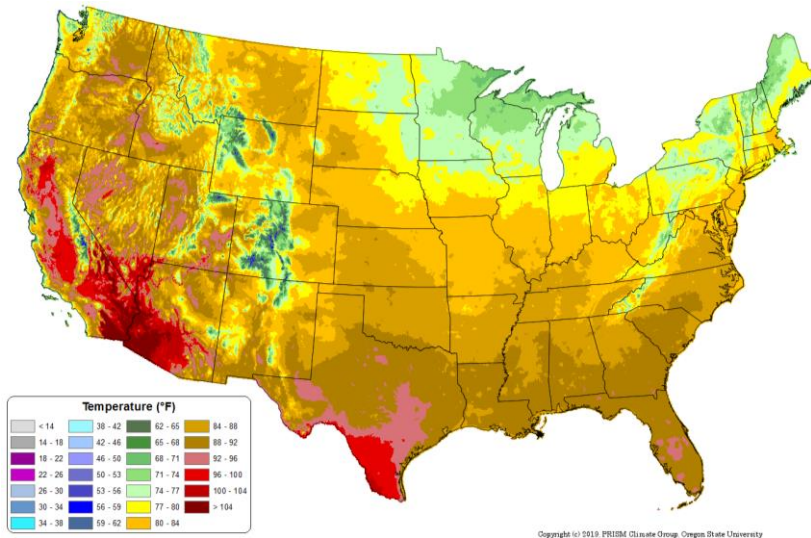 Temperature (°F)
< 14 38 - 42 62 - 65 84 - 88
14 - 18 42 - 46 65 - 68 88 - 92
18 - 22 46 - 50 68 - 71 92 - 96
22 - 26 50 - 53 71 - 74 96 - 100
26 - 30 53 - 56 74 - 77 100 - 104
30 - 34 56 - 59 77 - 80 > 104
34 - 38 59 - 62 80 - 84
Copyright (c) 2019, PRISM Climate Group, Oregon State University